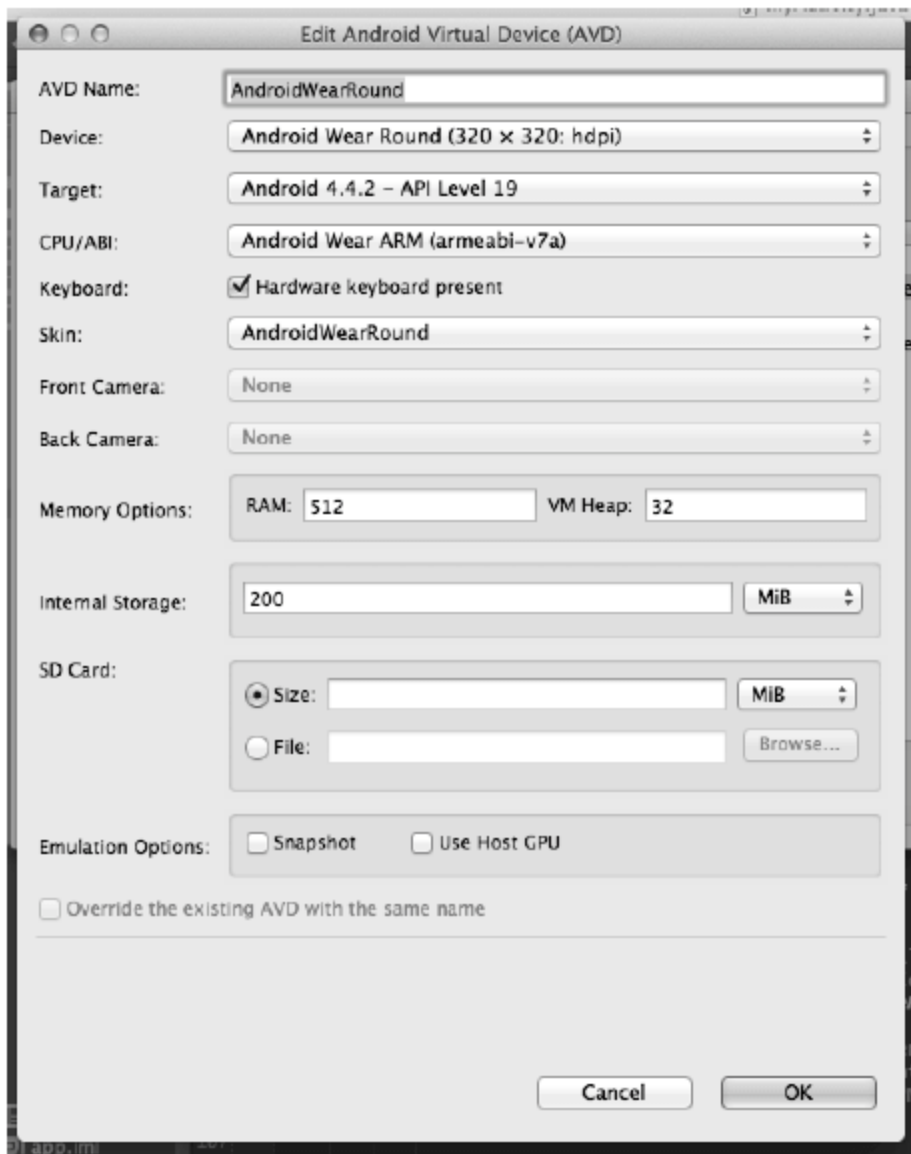 Edit Android Virtual Device (AVD)
AVD Name: AndroidWearRound
Device: Android Wear Round (320 × 320: hdpi)
Target: Android 4.4.2 – API Level 19
CPU/ABI: Android Wear ARM (armeabi-v7a)
Keyboard: Hardware keyboard present
Skin: AndroidWearRound
Front Camera: None
Back Camera: None
Memory Options: RAM: 512 VM Heap: 32
Internal Storage: 200 MiB
SD Card:
Size: MiB
File: Browse...
Emulation Options: Snapshot Use Host GPU
Override the existing AVD with the same name
Cancel OK
app.iml